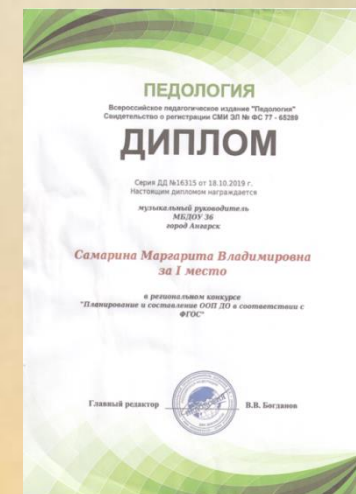 ПЕДОЛОГИЯ
Всероссийское педагогическое издание "Педология"
Свидетельство о регистрации СМИ ЭЛ № ФС 77 - 65289
ДИПЛОМ
Серия ДД №16315 от 18.10.2019 г.
Настоящим дипломом награждается
музыкальный руководитель
МБДОУ 36
город Ангарск
Самарина Маргарита Владимировна
за I место
в региональном конкурсе
"Планирование и составление ООП ДО в соответствии с
ФГОС"
Главный редактор В.В. Богданов